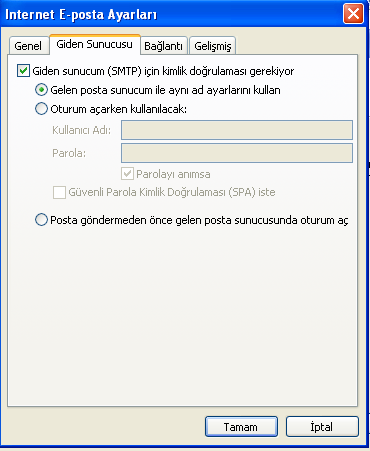 Internet E-posta Ayarları
Genel Giden Sunucusu Bağlantı Gelişmiş
Giden sunucum (SMTP) için kimlik doğrulaması gerekiyor
Gelen posta sunucum ile aynı ad ayarlarını kullan
Oturum açarken kullanılacak:
Kullanıcı Adı:
Parola:
Parolayı anımsa
Güvenli Parola Kimlik Doğrulaması (SPA) iste
Posta göndermeden önce gelen posta sunucusunda oturum aç
Tamam İptal